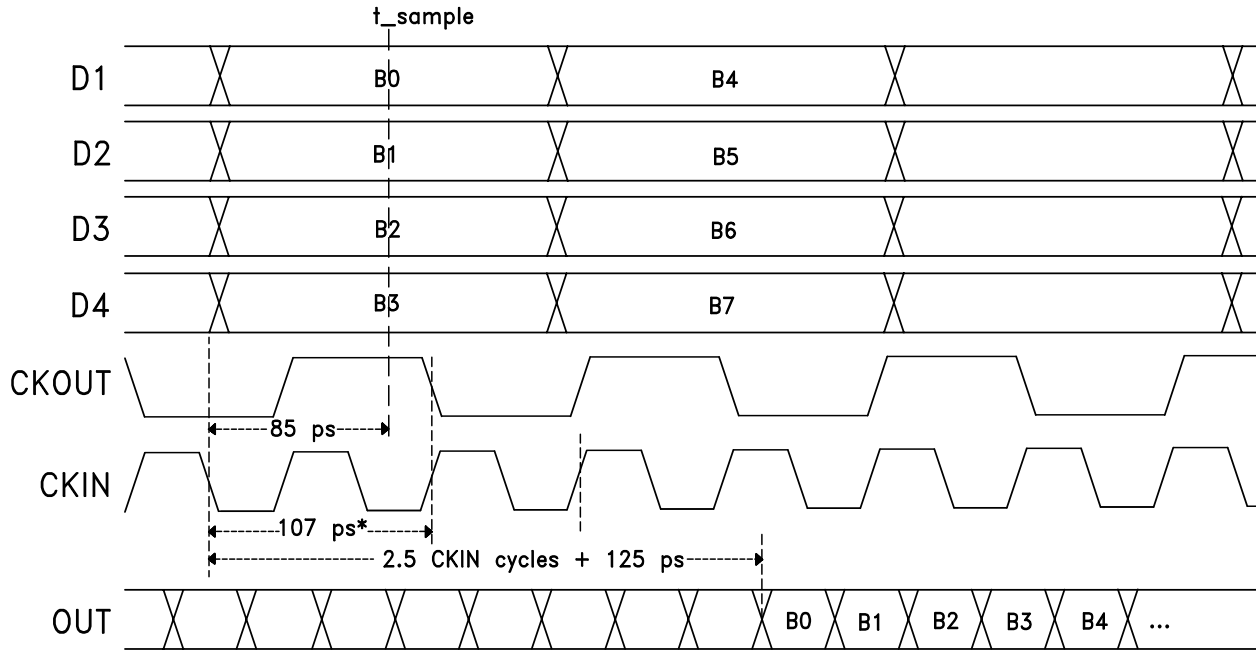 t_sample
D1 B0 B4
D2 B1 B5
D3 B2 B6
D4 B3 B7
CKOUT
85 ps
CKIN
107 ps*
2.5 CKIN cycles + 125 ps
OUT B0 B1 B2 B3 B4 ...